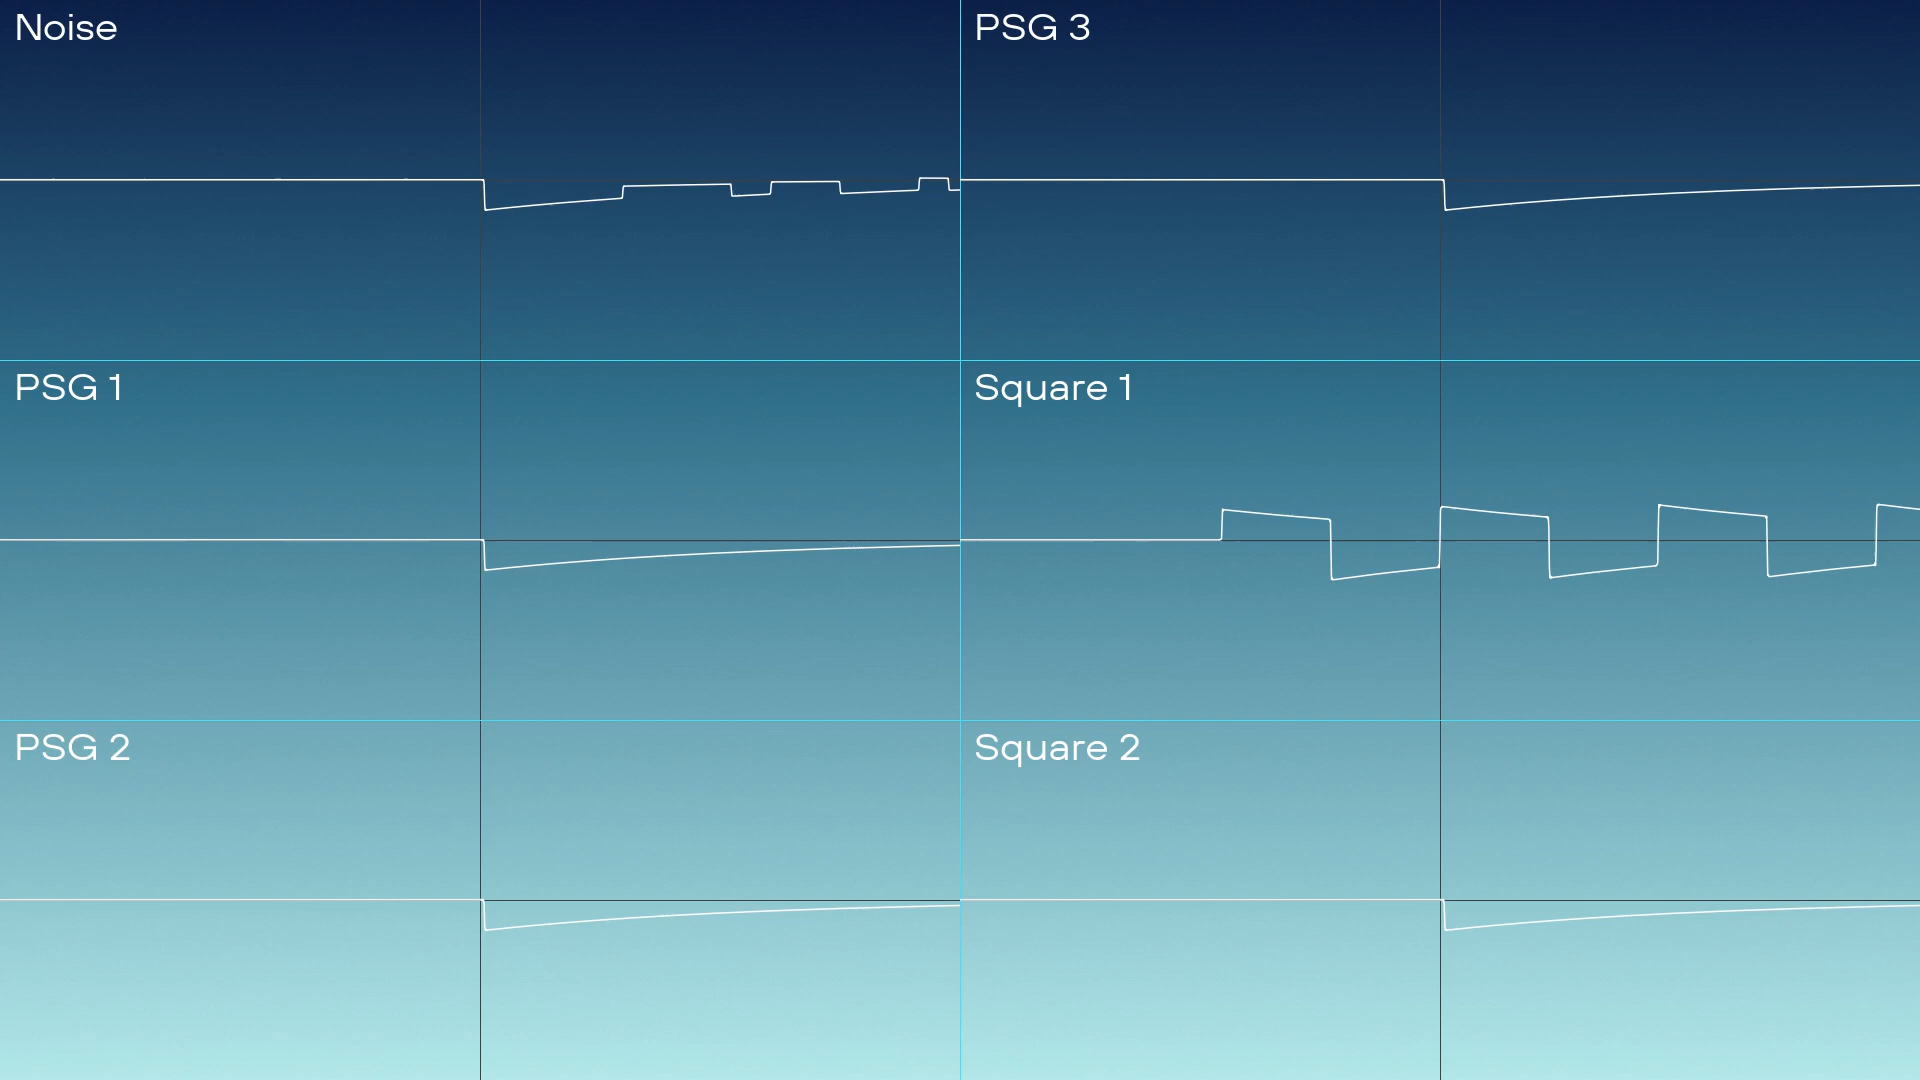 Noise
PSG 3
PSG 1
Square 1
PSG 2
Square 2